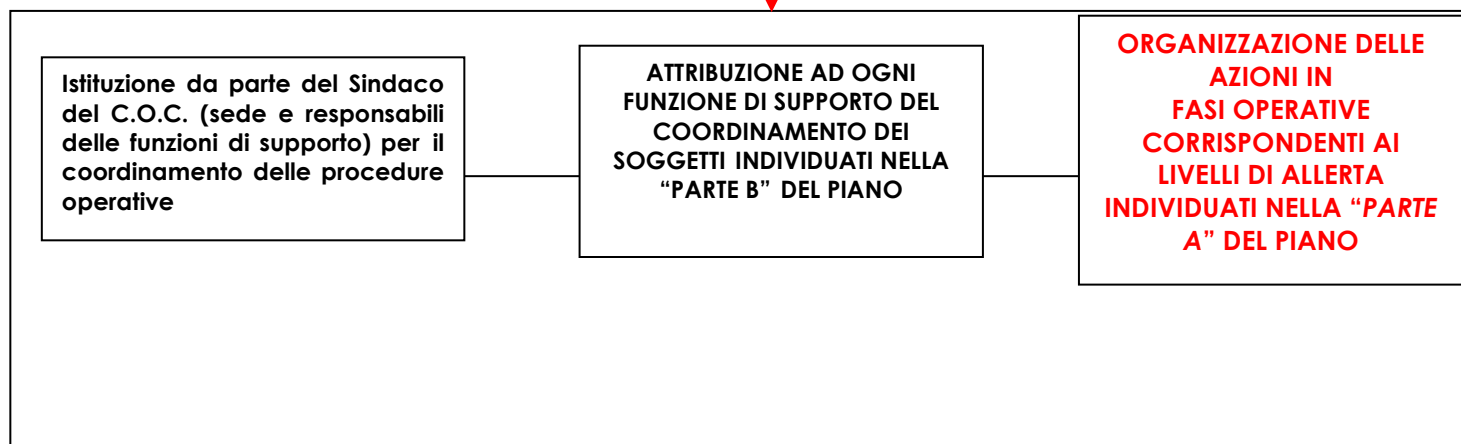 Istituzione da parte del Sindaco
del C.O.C. (sede e responsabili
delle funzioni di supporto) per il
coordinamento delle procedure
operative
ATTRIBUZIONE AD OGNI
FUNZIONE DI SUPPORTO DEL
COORDINAMENTO DEI
SOGGETTI INDIVIDUATI NELLA
“PARTE B” DEL PIANO
ORGANIZZAZIONE DELLE
AZIONI IN
FASI OPERATIVE
CORRISPONDENTI AI
LIVELLI DI ALLERTA
INDIVIDUATI NELLA “PARTE
A” DEL PIANO